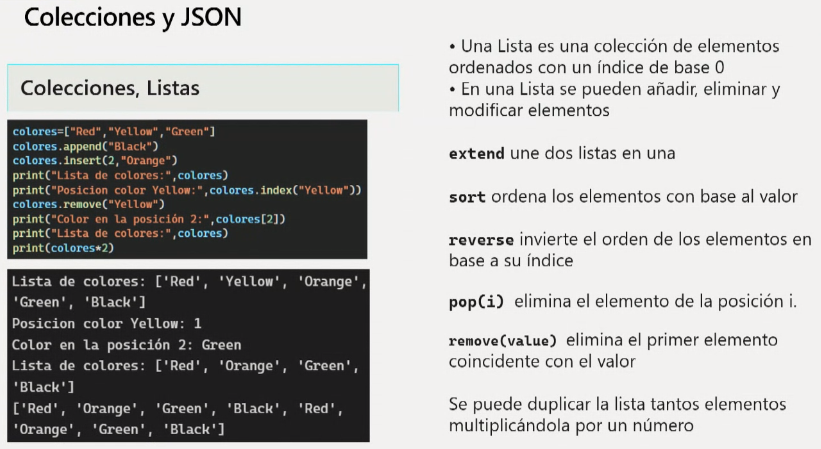 Colecciones y JSON
Colecciones, Listas
colores=["Red","Yellow","Green"]
colores.append("Black")
colores.insert(2,"Orange")
print("Lista de colores:",colores)
print("Posicion color Yellow:",colores.index("Yellow"))
colores.remove("Yellow")
print("Color en la posición 2:",colores[2])
print("Lista de colores:",colores)
print(colores*2)
Lista de colores: ['Red', 'Yellow', 'Orange',
'Green', 'Black']
Posicion color Yellow: 1
Color en la posición 2: Green
Lista de colores: ['Red', 'Orange', 'Green',
'Black']
['Red', 'Orange', 'Green', 'Black', 'Red',
'Orange', 'Green', 'Black']
• Una Lista es una colección de elementos
ordenados con un índice de base 0
• En una Lista se pueden añadir, eliminar y
modificar elementos
extend une dos listas en una
sort ordena los elementos con base al valor
reverse invierte el orden de los elementos en
base a su índice
pop(i) elimina el elemento de la posición i.
remove(value) elimina el primer elemento
coincidente con el valor
Se puede duplicar la lista tantos elementos
multiplicándola por un número